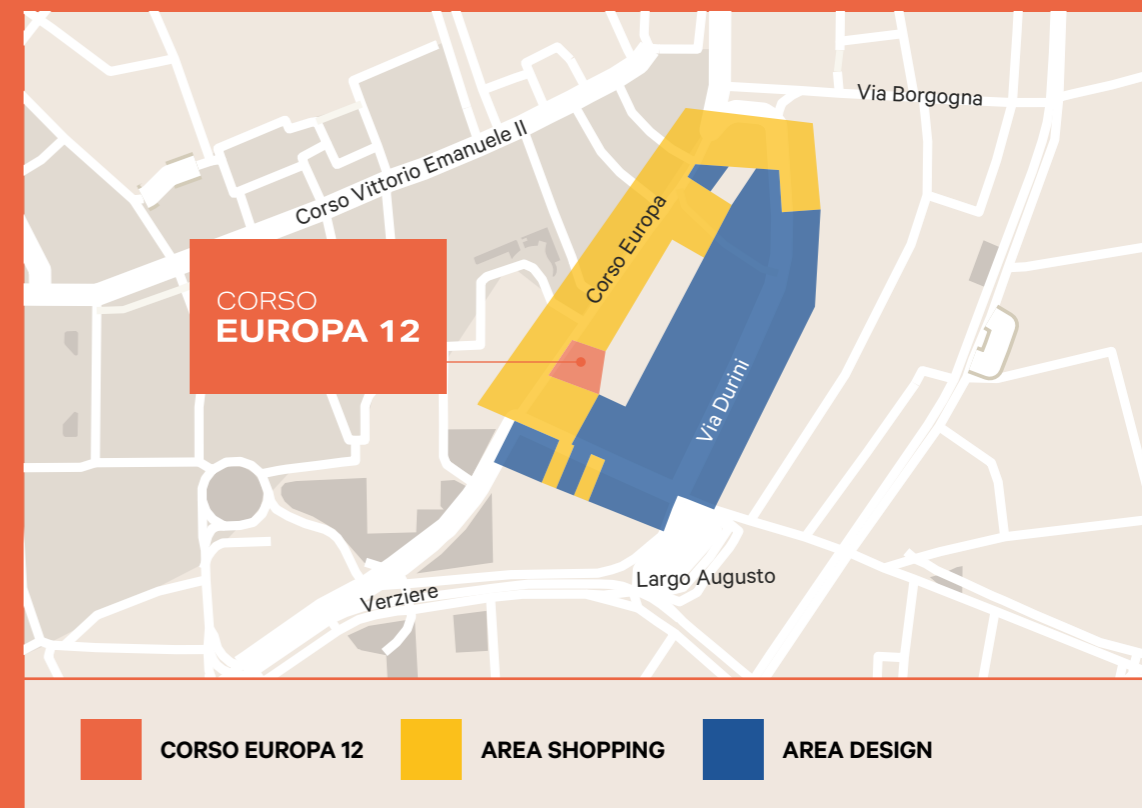 Via Borgogna
Corso Vittorio Emanuele II
Corso Europa
CORSO
EUROPA 12
Via Durini
Largo Augusto
Verziere
CORSO EUROPA 12
AREA SHOPPING
AREA DESIGN